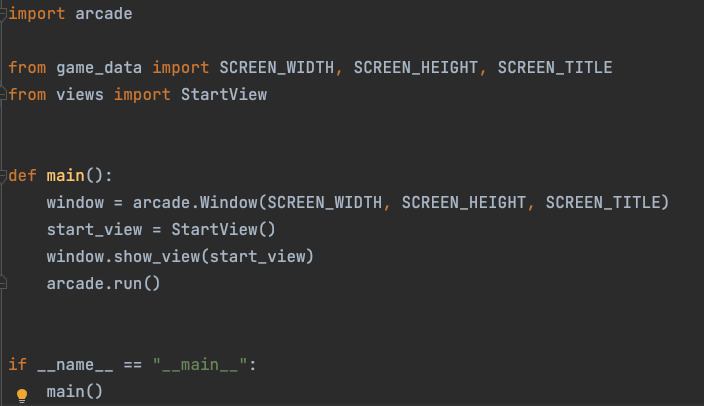 import arcade
from game_data import SCREEN_WIDTH, SCREEN_HEIGHT, SCREEN_TITLE
from views import StartView
def main():
    window = arcade.Window(SCREEN_WIDTH, SCREEN_HEIGHT, SCREEN_TITLE)
    start_view = StartView()
    window.show_view(start_view)
    arcade.run()
if __name__ == "__main__":
    main()